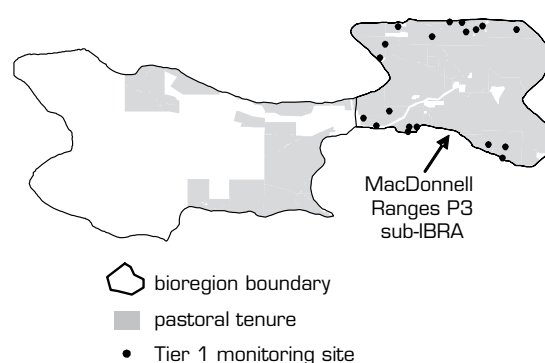 MacDonnell
Ranges P3
sub-IBRA
bioregion boundary
pastoral tenure
Tier 1 monitoring site